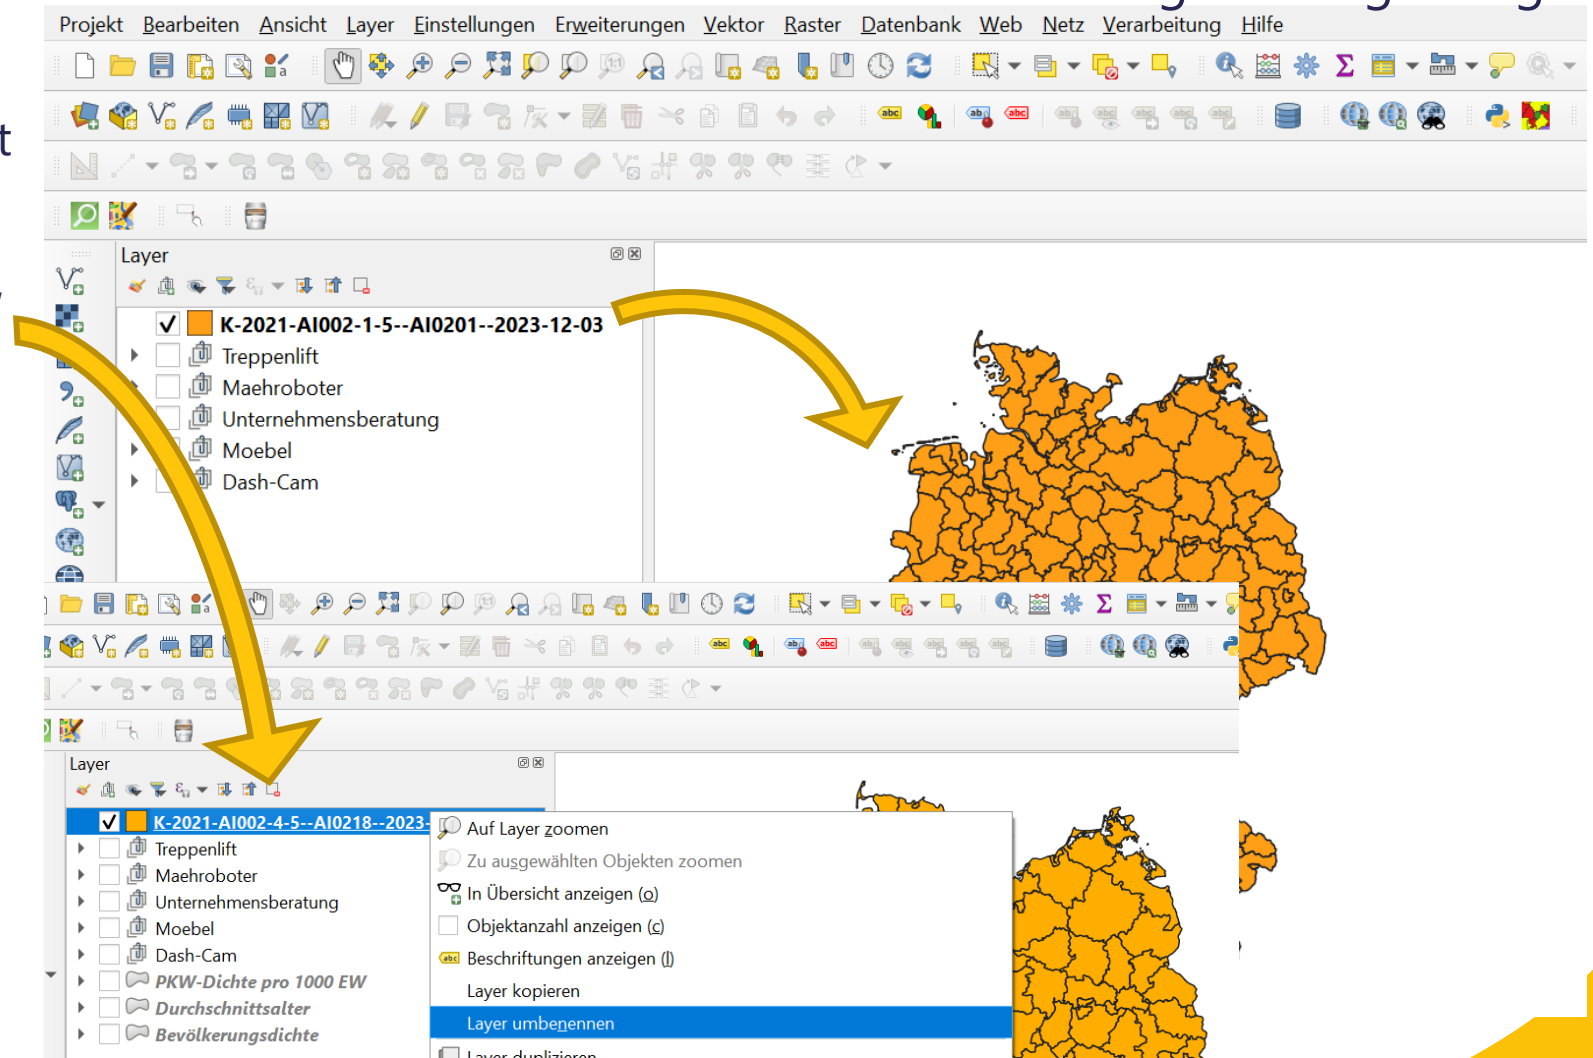 Projekt Bearbeiten Ansicht Layer Einstellungen Erweiterungen Vektor Raster Datenbank Web Netz Verarbeitung Hilfe
Layer
K-2021-AI002-1-5--AI0201--2023-12-03
Treppenlift
Maehroboter
Unternehmensberatung
Moebel
Dash-Cam
Layer
K-2021-AI002-4-5--AI0218--2023-
Treppenlift
Maehroboter
Unternehmensberatung
Moebel
Dash-Cam
PKW-Dichte pro 1000 EW
Durchschnittsalter
Bevölkerungsdichte
Auf Layer zoomen
Zu ausgewählten Objekten zoomen
In Übersicht anzeigen (o)
Objektanzahl anzeigen (c)
Beschriftungen anzeigen (l)
Layer kopieren
Layer umbenennen
Layer duplizieren